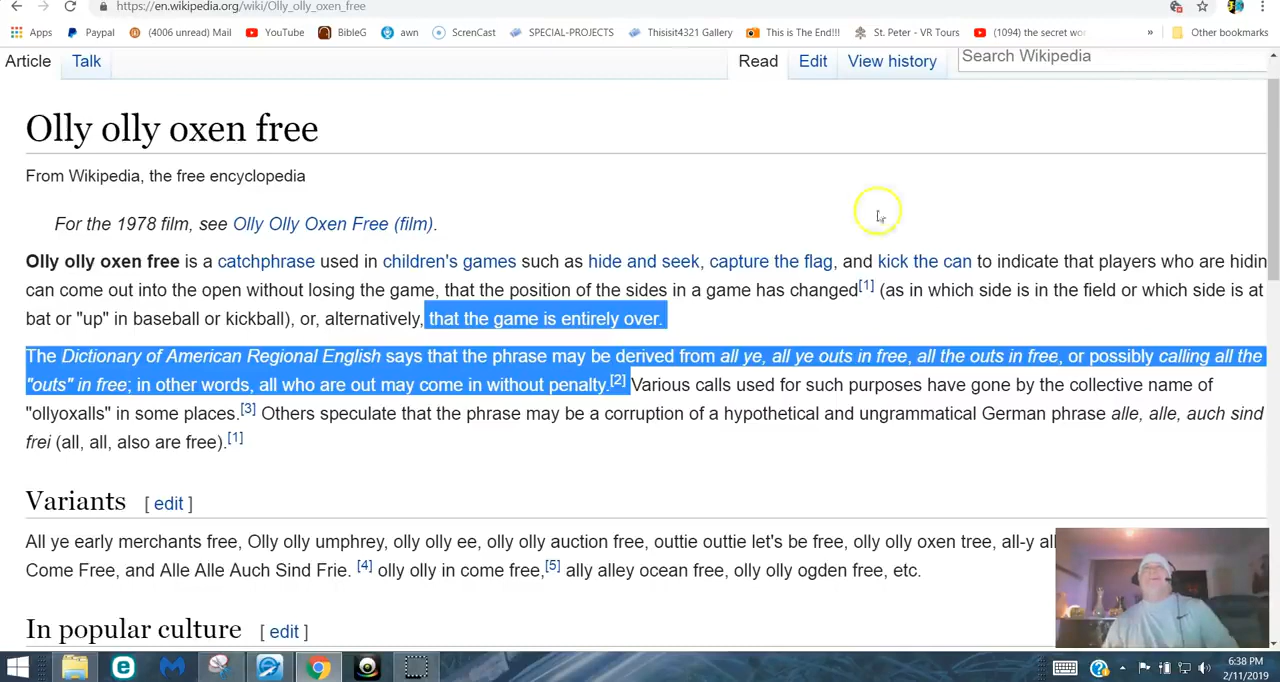 https://en.wikipedia.org/wiki/Olly_olly_oxen_free
Apps Paypal (4006 unread) Mail YouTube BibleG awn ScrenCast SPECIAL-PROJECTS Thisisit4321 Gallery This is The End!!! St. Peter - VR Tours (1094) the secret wor » Other bookmarks
Article Talk Read Edit View history Search Wikipedia
Olly olly oxen free
From Wikipedia, the free encyclopedia
For the 1978 film, see Olly Olly Oxen Free (film).
Olly olly oxen free is a catchphrase used in children's games such as hide and seek, capture the flag, and kick the can to indicate that players who are hidin
can come out into the open without losing the game, that the position of the sides in a game has changed[1] (as in which side is in the field or which side is at
bat or "up" in baseball or kickball), or, alternatively, that the game is entirely over.
The Dictionary of American Regional English says that the phrase may be derived from all ye, all ye outs in free, all the outs in free, or possibly calling all the
"outs" in free; in other words, all who are out may come in without penalty.[2] Various calls used for such purposes have gone by the collective name of
"ollyoxalls" in some places.[3] Others speculate that the phrase may be a corruption of a hypothetical and ungrammatical German phrase alle, alle, auch sind
frei (all, all, also are free).[1]
Variants [ edit ]
All ye early merchants free, Olly olly umphrey, olly olly ee, olly olly auction free, outtie outtie let's be free, olly olly oxen tree, all-y all
Come Free, and Alle Alle Auch Sind Frie. [4] olly olly in come free,[5] ally alley ocean free, olly olly ogden free, etc.
In popular culture [ edit ]
6:38 PM
2/11/2019